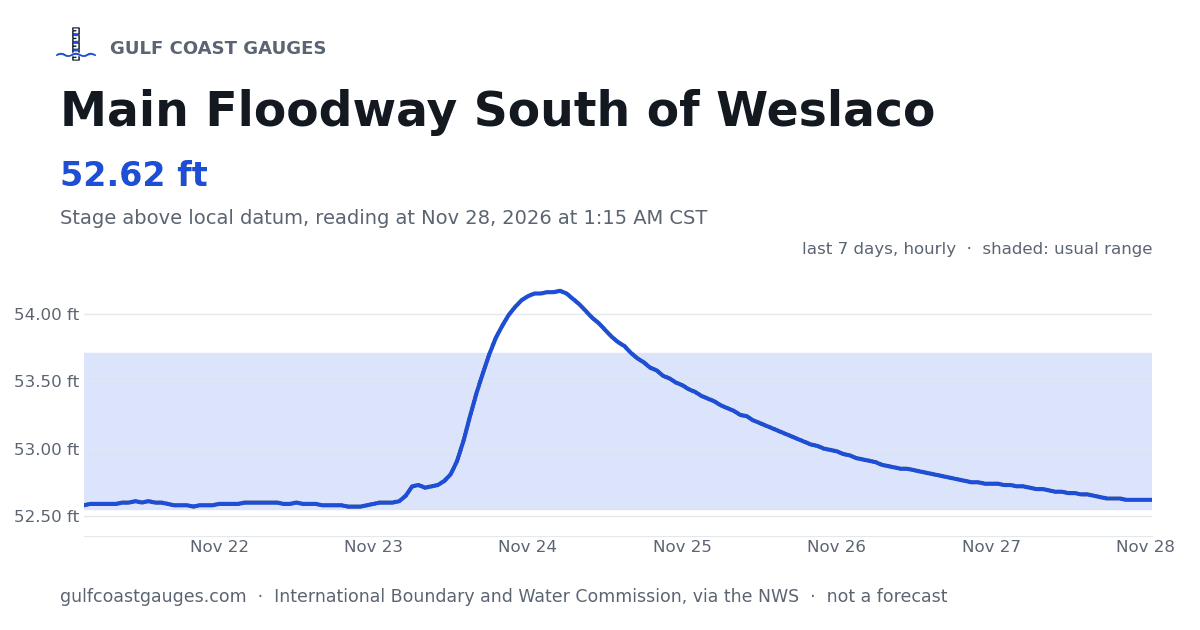 GULF COAST GAUGES
Main Floodway South of Weslaco
52.62 ft
Stage above local datum, reading at Nov 28, 2026 at 1:15 AM CST
last 7 days, hourly · shaded: usual range
54.00 ft
53.50 ft
53.00 ft
52.50 ft
Nov 22 Nov 23 Nov 24 Nov 25 Nov 26 Nov 27 Nov 28
gulfcoastgauges.com · International Boundary and Water Commission, via the NWS · not a forecast